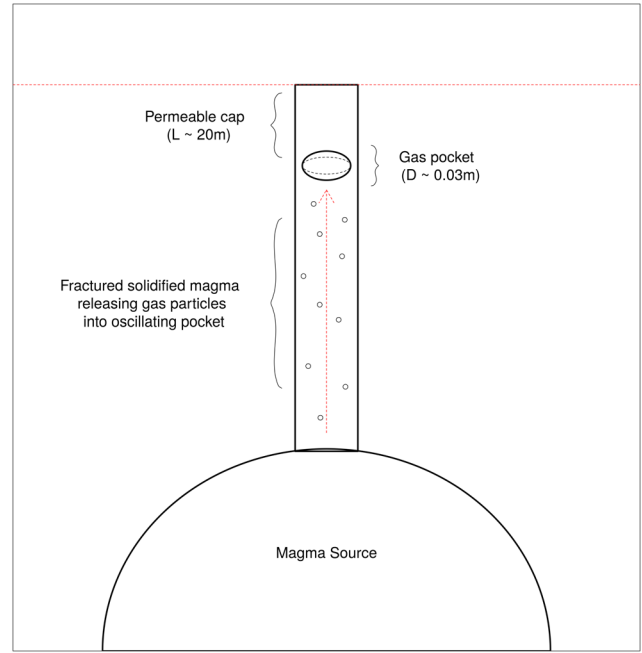 Permeable cap
(L ~ 20m)
Gas pocket
(D ~ 0.03m)
Fractured solidified magma
releasing gas particles
into oscillating pocket
Magma Source